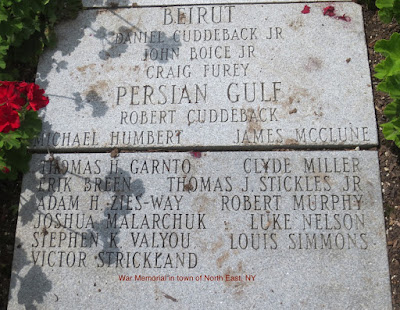 BEIRUT
DANIEL CUDDEBACK JR
JOHN BOICE JR
CRAIG FUREY
PERSIAN GULF
ROBERT CUDDEBACK
MICHAEL HUMBERT JAMES MCCLUNE
THOMAS H. GARNTO CLYDE MILLER
ERIK BREEN THOMAS J. STICKLES JR
ADAM H. ZIES-WAY ROBERT MURPHY
JOSHUA MALARCHUK LUKE NELSON
STEPHEN K. VALYOU LOUIS SIMMONS
VICTOR STRICKLAND
War Memorial in town of North East, NY